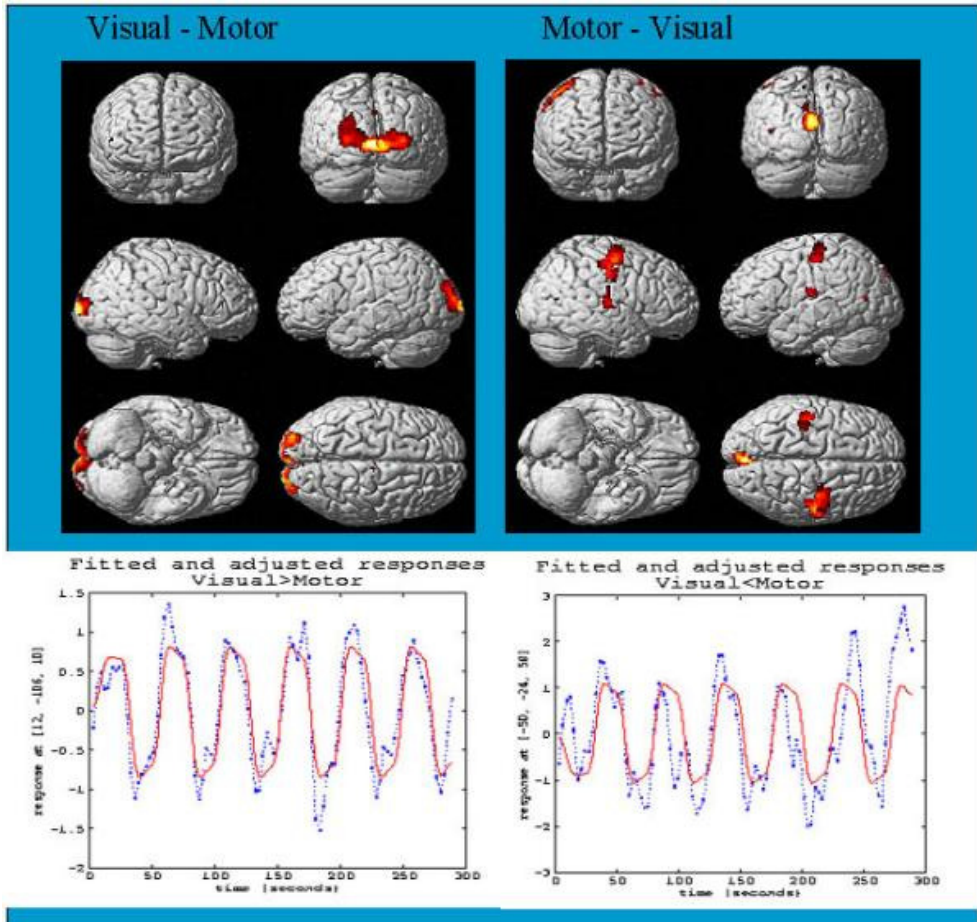 Visual - Motor
Motor - Visual
Fitted and adjusted responses
Visual>Motor
1.5
1
0.5
0
-0.5
-1
-1.5
-2
response at [12, -106, 10]
0
50
100
150
200
250
300
time {seconds}
Fitted and adjusted responses
Visual<Motor
3
2
1
0
-1
-2
-3
response at [-50, -24, 58]
0
50
100
150
200
250
300
time {seconds}